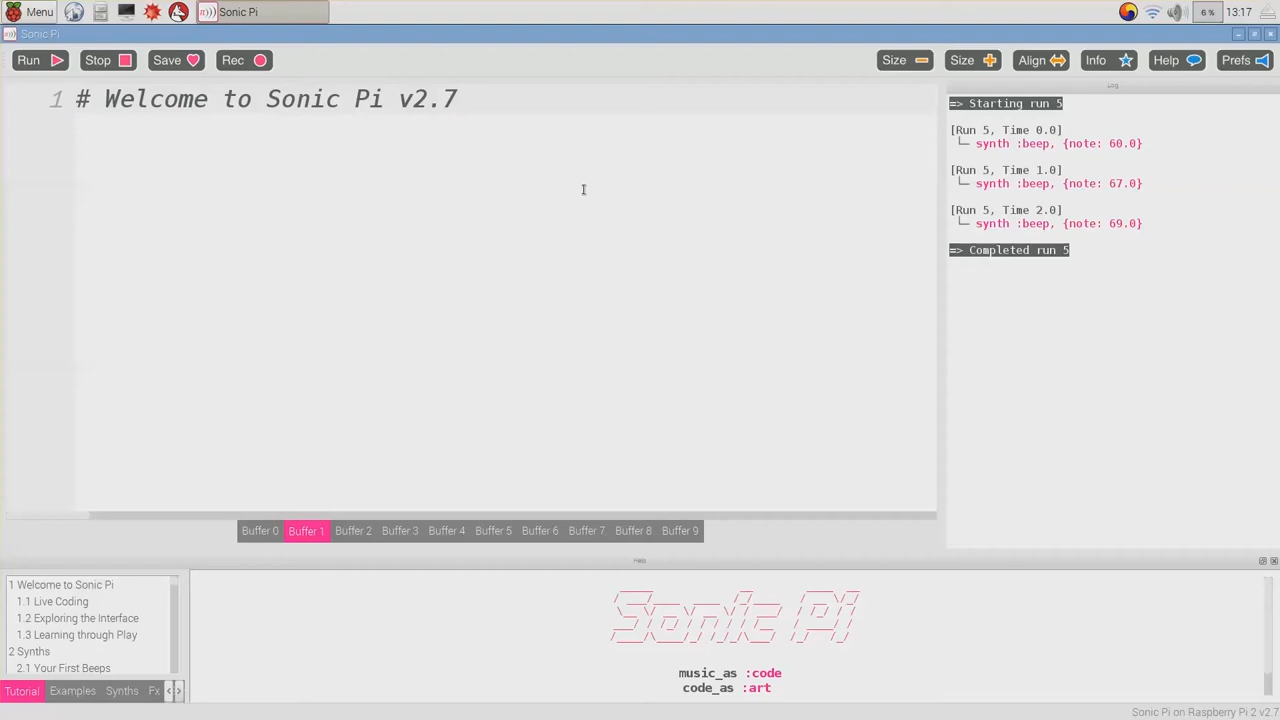 Menu
Sonic Pi
6 %
13:17
Sonic Pi
Run
Stop
Save
Rec
Size
Size
Align
Info
Help
Prefs
1 # Welcome to Sonic Pi v2.7
Log
=> Starting run 5
[Run 5, Time 0.0]
└─ synth :beep, {note: 60.0}
[Run 5, Time 1.0]
└─ synth :beep, {note: 67.0}
[Run 5, Time 2.0]
└─ synth :beep, {note: 69.0}
=> Completed run 5
Buffer 0 Buffer 1 Buffer 2 Buffer 3 Buffer 4 Buffer 5 Buffer 6 Buffer 7 Buffer 8 Buffer 9
Help
1 Welcome to Sonic Pi
1.1 Live Coding
1.2 Exploring the Interface
1.3 Learning through Play
2 Synths
2.1 Your First Beeps
Tutorial Examples Synths Fx
Sonic Pi
music_as :code
code_as :art
Sonic Pi on Raspberry Pi 2 v2.7